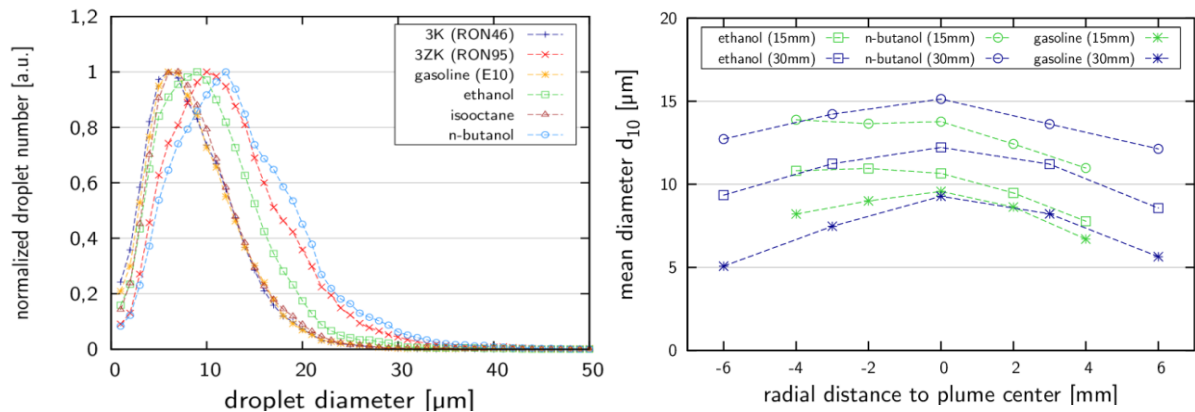 normalized droplet number [a.u.]
1,2
1
0,8
0,6
0,4
0,2
0
3K (RON46)
3ZK (RON95)
gasoline (E10)
ethanol
isooctane
n-butanol
0 10 20 30 40 50
droplet diameter [µm]
mean diameter d10 [µm]
20
15
10
5
0
ethanol (15mm) n-butanol (15mm) gasoline (15mm)
ethanol (30mm) n-butanol (30mm) gasoline (30mm)
-6 -4 -2 0 2 4 6
radial distance to plume center [mm]